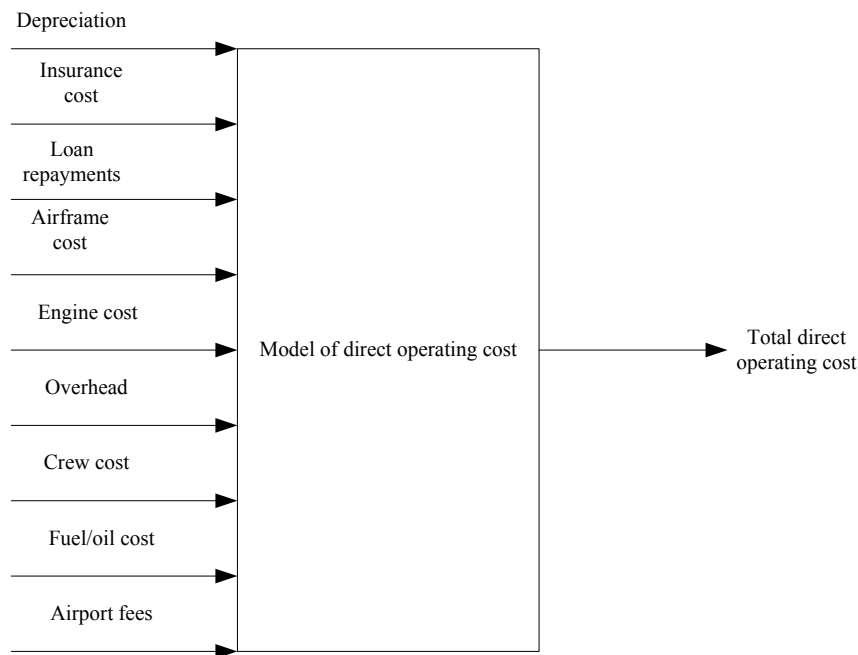 Depreciation
Insurance
cost
Loan
repayments
Airframe
cost
Engine cost
Overhead
Crew cost
Fuel/oil cost
Airport fees
Model of direct operating cost
Total direct
operating cost